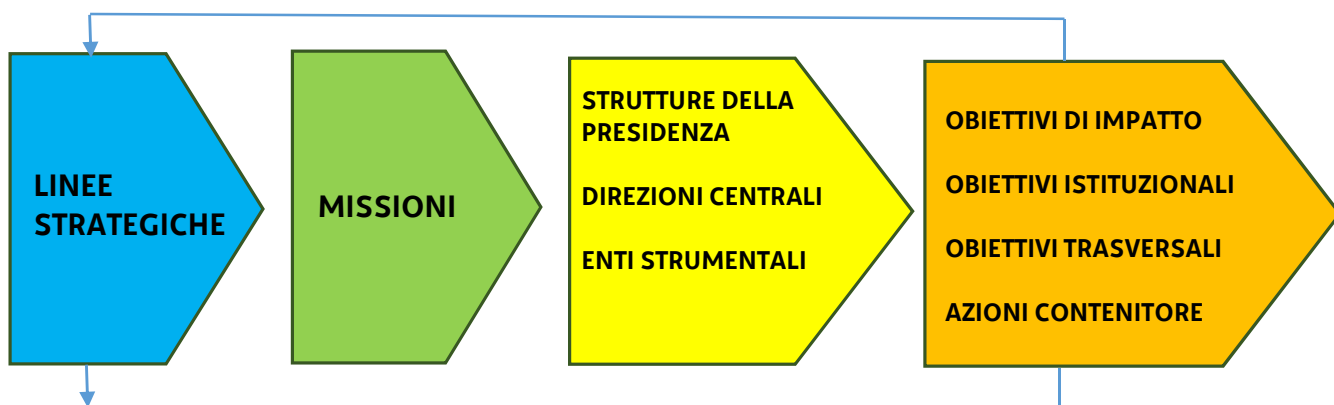 LINEE
STRATEGICHE
MISSIONI
STRUTTURE DELLA
PRESIDENZA
DIREZIONI CENTRALI
ENTI STRUMENTALI
OBIETTIVI DI IMPATTO
OBIETTIVI ISTITUZIONALI
OBIETTIVI TRASVERSALI
AZIONI CONTENITORE